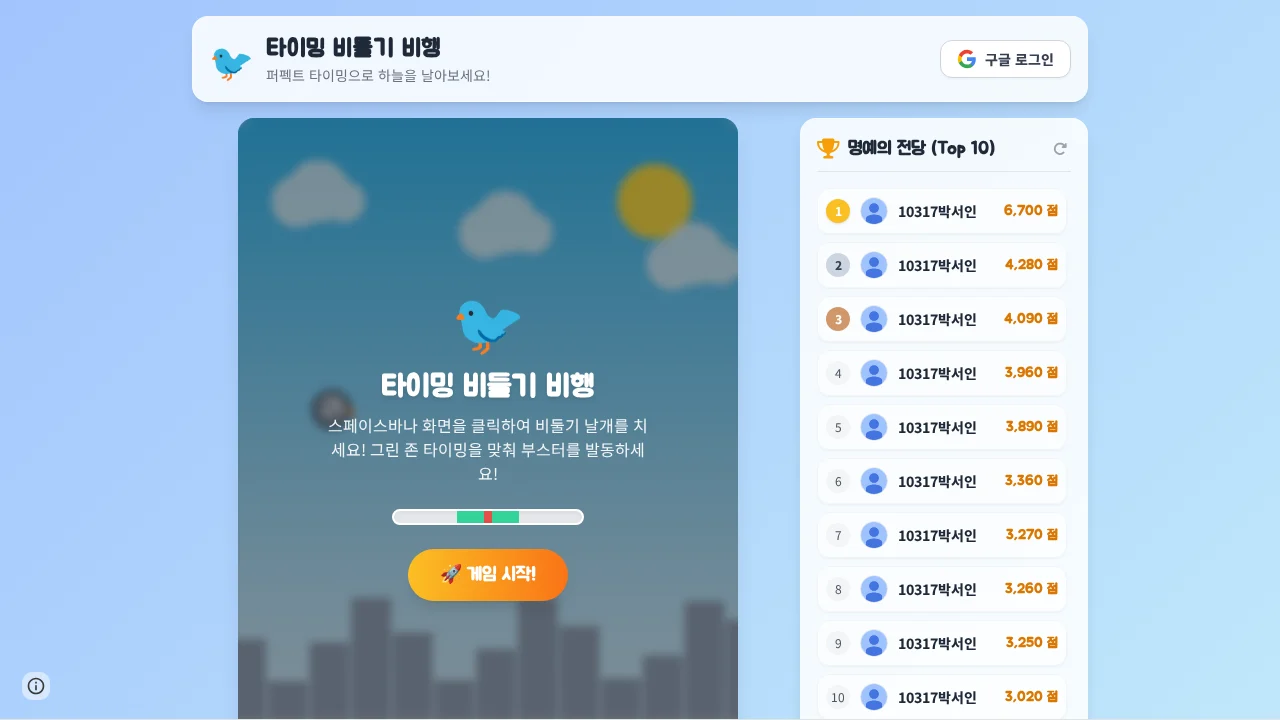 타이밍 비둘기 비행
퍼펙트 타이밍으로 하늘을 날아보세요!
구글 로그인
타이밍 비둘기 비행
스페이스바나 화면을 클릭하여 비둘기 날개를 치
세요! 그린 존 타이밍을 맞춰 부스터를 발동하세
요!
🚀 게임 시작!
명예의 전당 (Top 10)
1 10317박서인 6,700 점
2 10317박서인 4,280 점
3 10317박서인 4,090 점
4 10317박서인 3,960 점
5 10317박서인 3,890 점
6 10317박서인 3,360 점
7 10317박서인 3,270 점
8 10317박서인 3,260 점
9 10317박서인 3,250 점
10 10317박서인 3,020 점